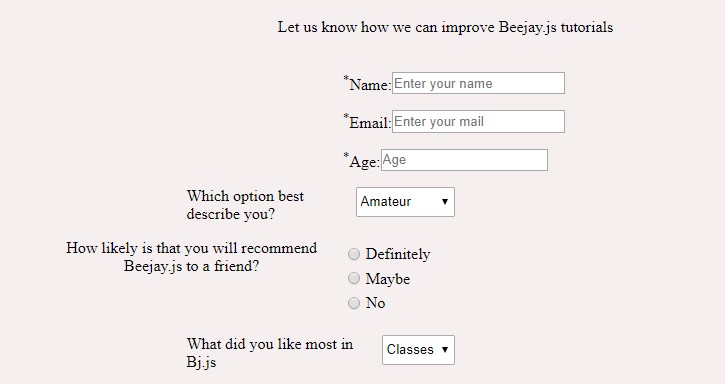 Let us know how we can improve Beejay.js tutorials
*Name: Enter your name
*Email: Enter your mail
*Age: Age
Which option best
describe you?
Amateur
How likely is that you will recommend
Beejay.js to a friend?
Definitely
Maybe
No
What did you like most in
Bj.js
Classes